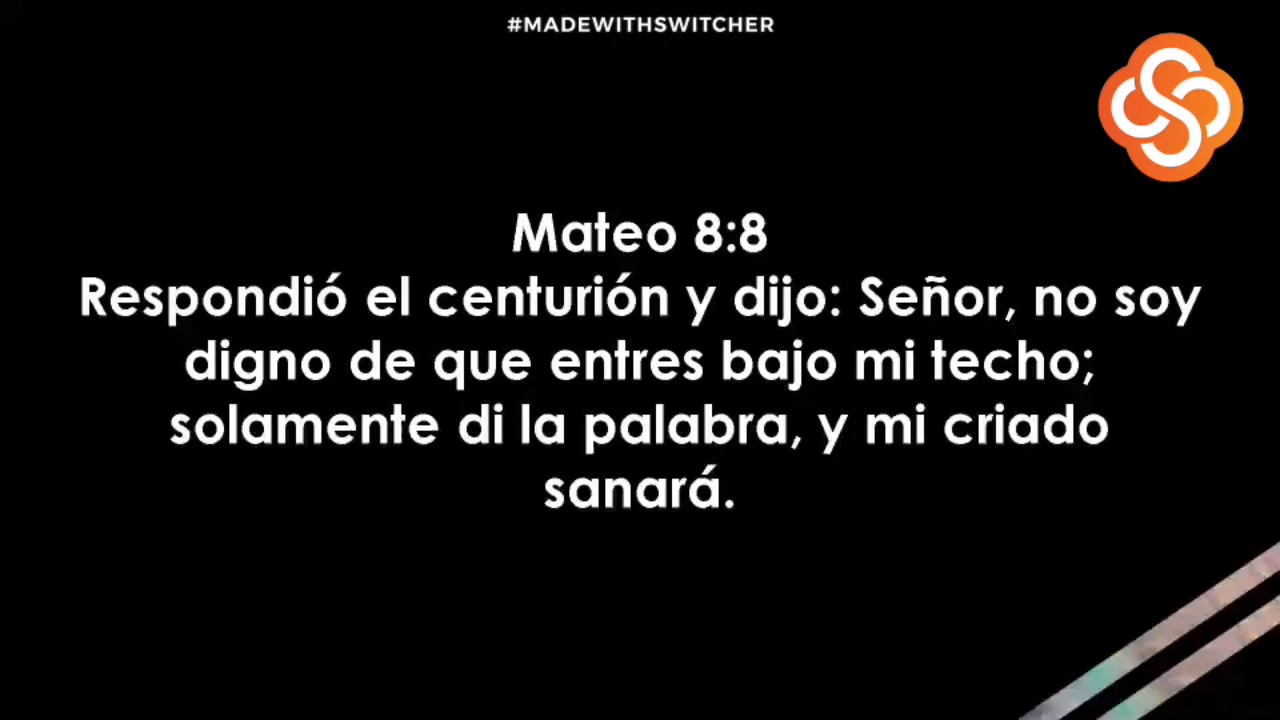 #MADEWITHSWITCHER
Mateo 8:8
Respondió el centurión y dijo: Señor, no soy
digno de que entres bajo mi techo;
solamente di la palabra, y mi criado
sanará.